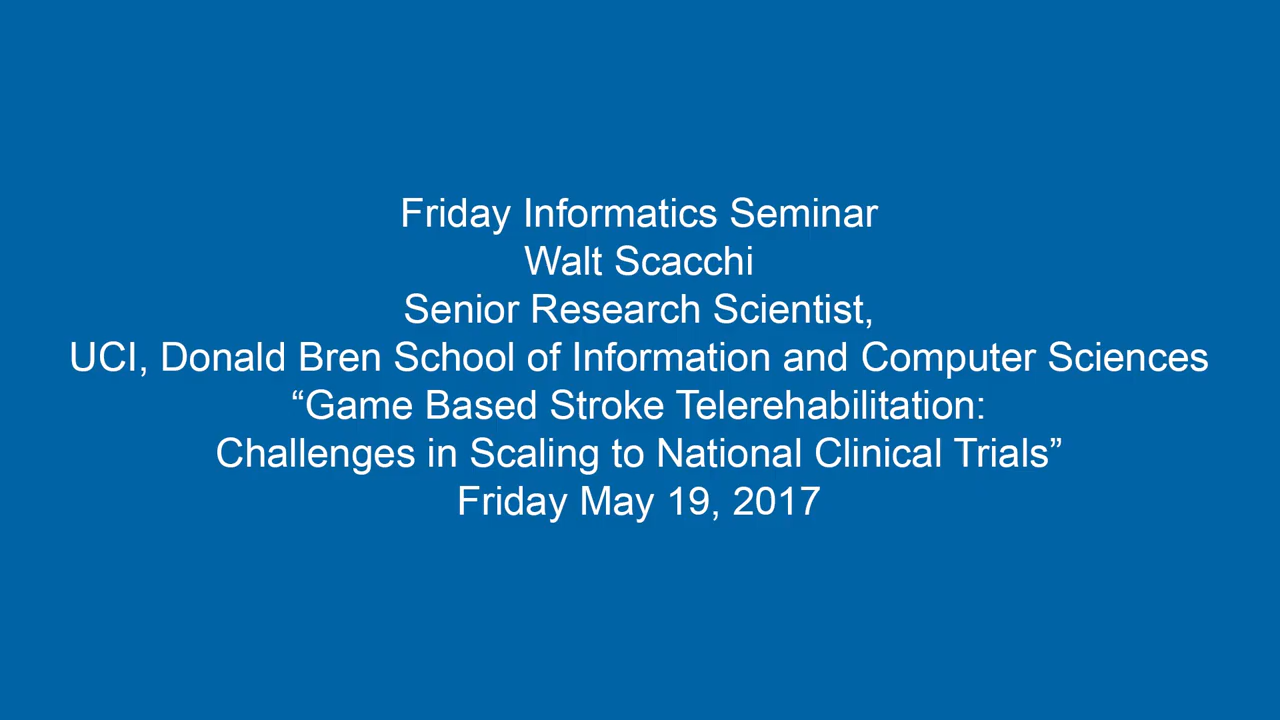 Friday Informatics Seminar
Walt Scacchi
Senior Research Scientist,
UCI, Donald Bren School of Information and Computer Sciences
“Game Based Stroke Telerehabilitation:
Challenges in Scaling to National Clinical Trials”
Friday May 19, 2017